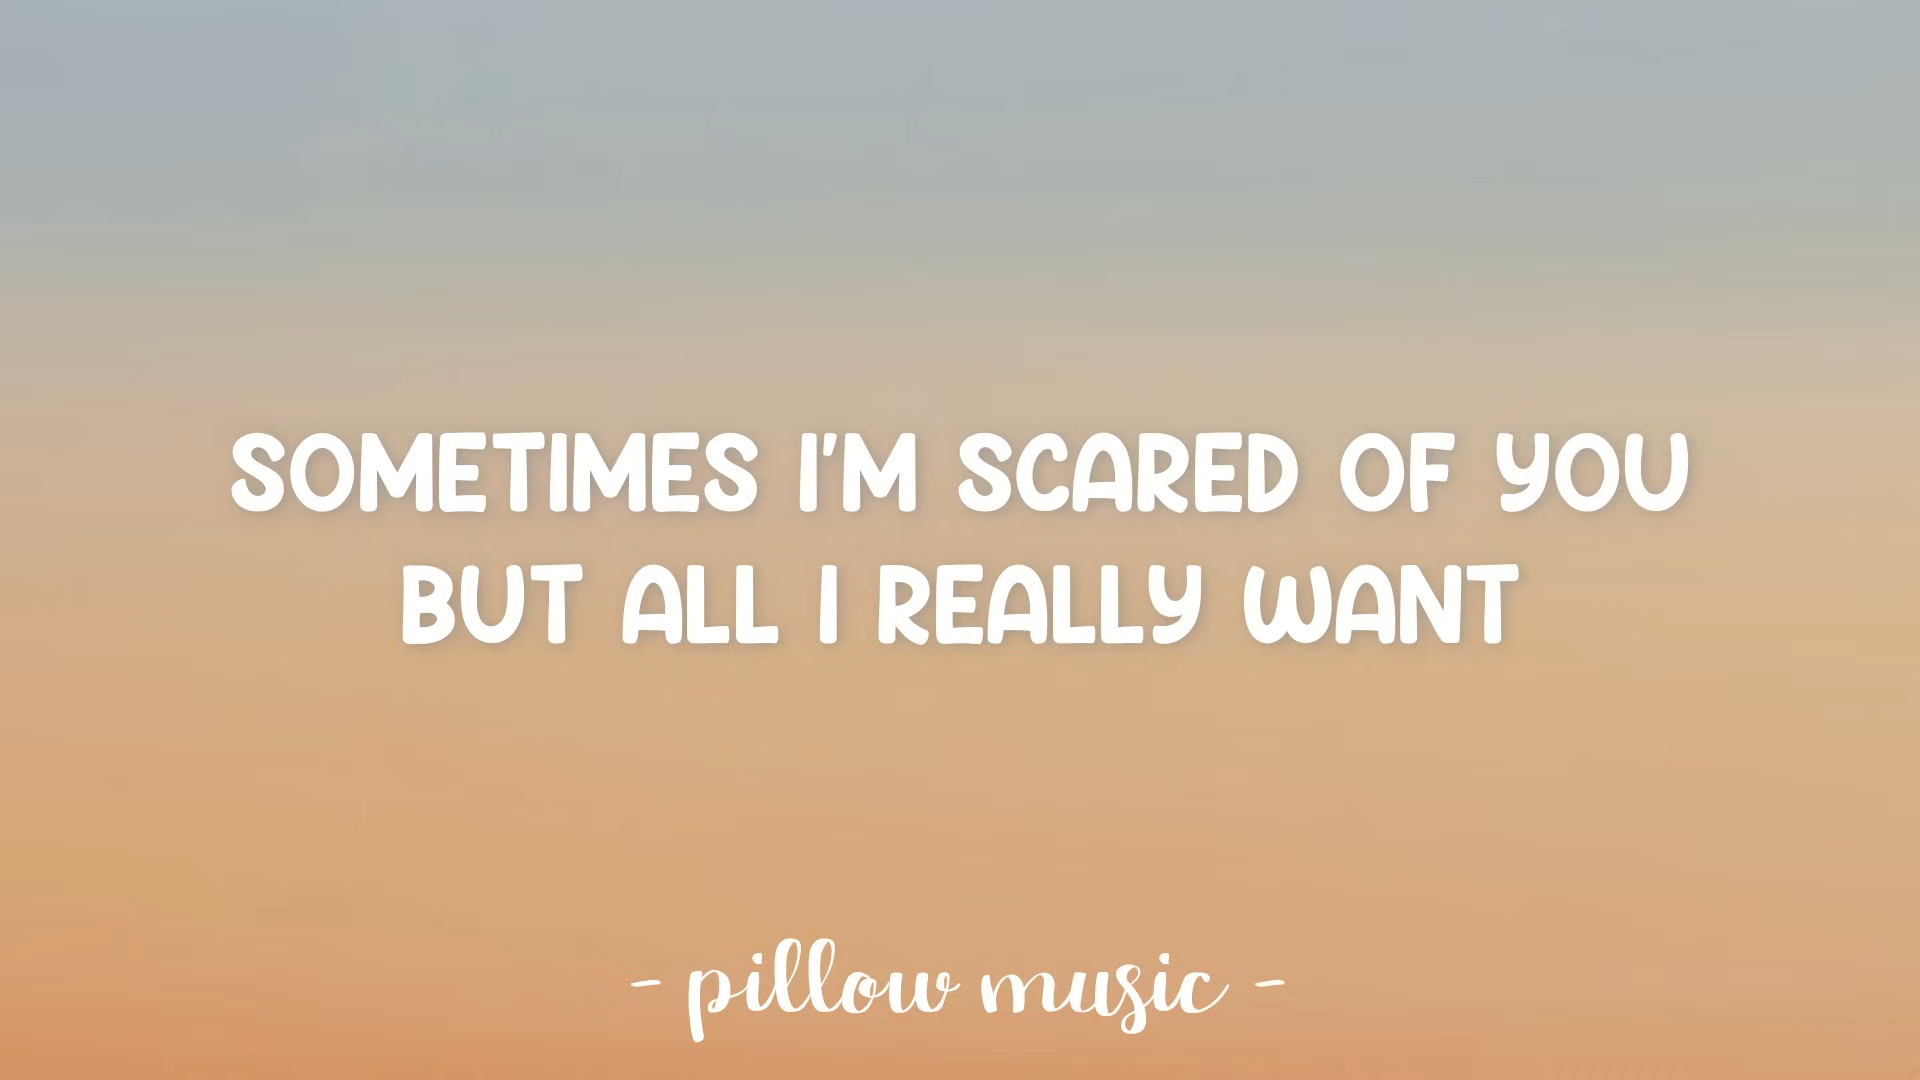 SOMETIMES I'M SCARED OF YOU
BUT ALL I REALLY WANT
- pillow music -